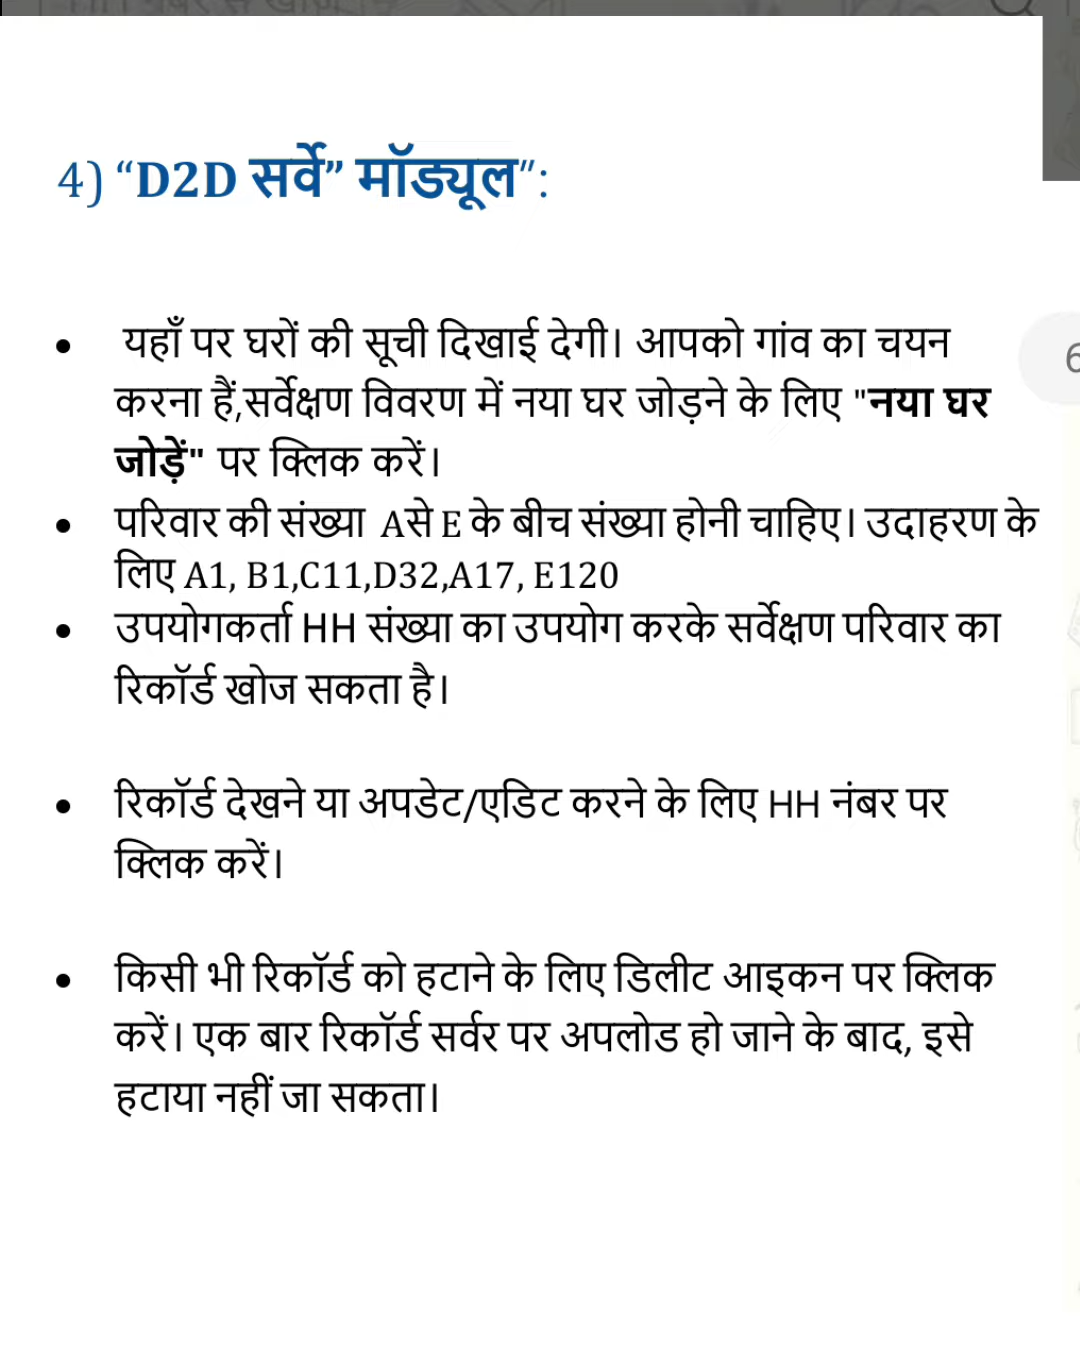 4) “D2D सर्वे” मॉड्यूल”:
• यहाँ पर घरों की सूची दिखाई देगी। आपको गांव का चयन
करना हैं,सर्वेक्षण विवरण में नया घर जोड़ने के लिए "नया घर
जोड़ें" पर क्लिक करें।
• परिवार की संख्या Aसे E के बीच संख्या होनी चाहिए। उदाहरण के
लिए A1, B1,C11,D32,A17, E120
• उपयोगकर्ता HH संख्या का उपयोग करके सर्वेक्षण परिवार का
रिकॉर्ड खोज सकता है।
• रिकॉर्ड देखने या अपडेट/एडिट करने के लिए HH नंबर पर
क्लिक करें।
• किसी भी रिकॉर्ड को हटाने के लिए डिलीट आइकन पर क्लिक
करें। एक बार रिकॉर्ड सर्वर पर अपलोड हो जाने के बाद, इसे
हटाया नहीं जा सकता।